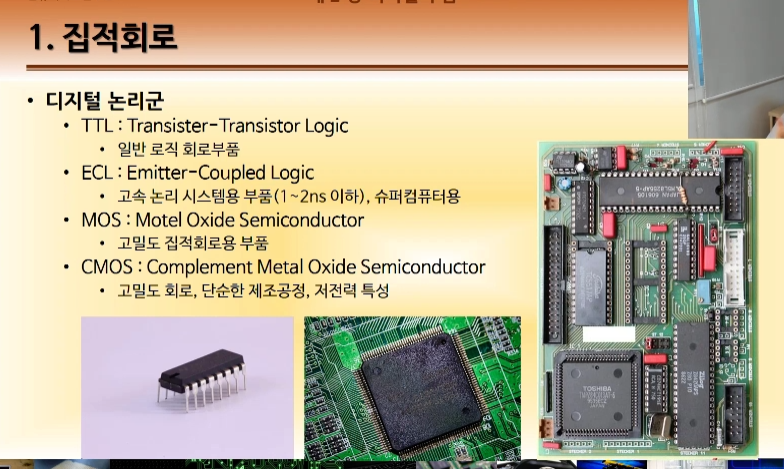 1. 집적회로
• 디지털 논리군
• TTL : Transister-Transistor Logic
• 일반 로직 회로부품
• ECL : Emitter-Coupled Logic
• 고속 논리 시스템용 부품(1~2ns 이하), 슈퍼컴퓨터용
• MOS : Motel Oxide Semiconductor
• 고밀도 집적회로용 부품
• CMOS : Complement Metal Oxide Semiconductor
• 고밀도 회로, 단순한 제조공정, 저전력 특성
TOSHIBA